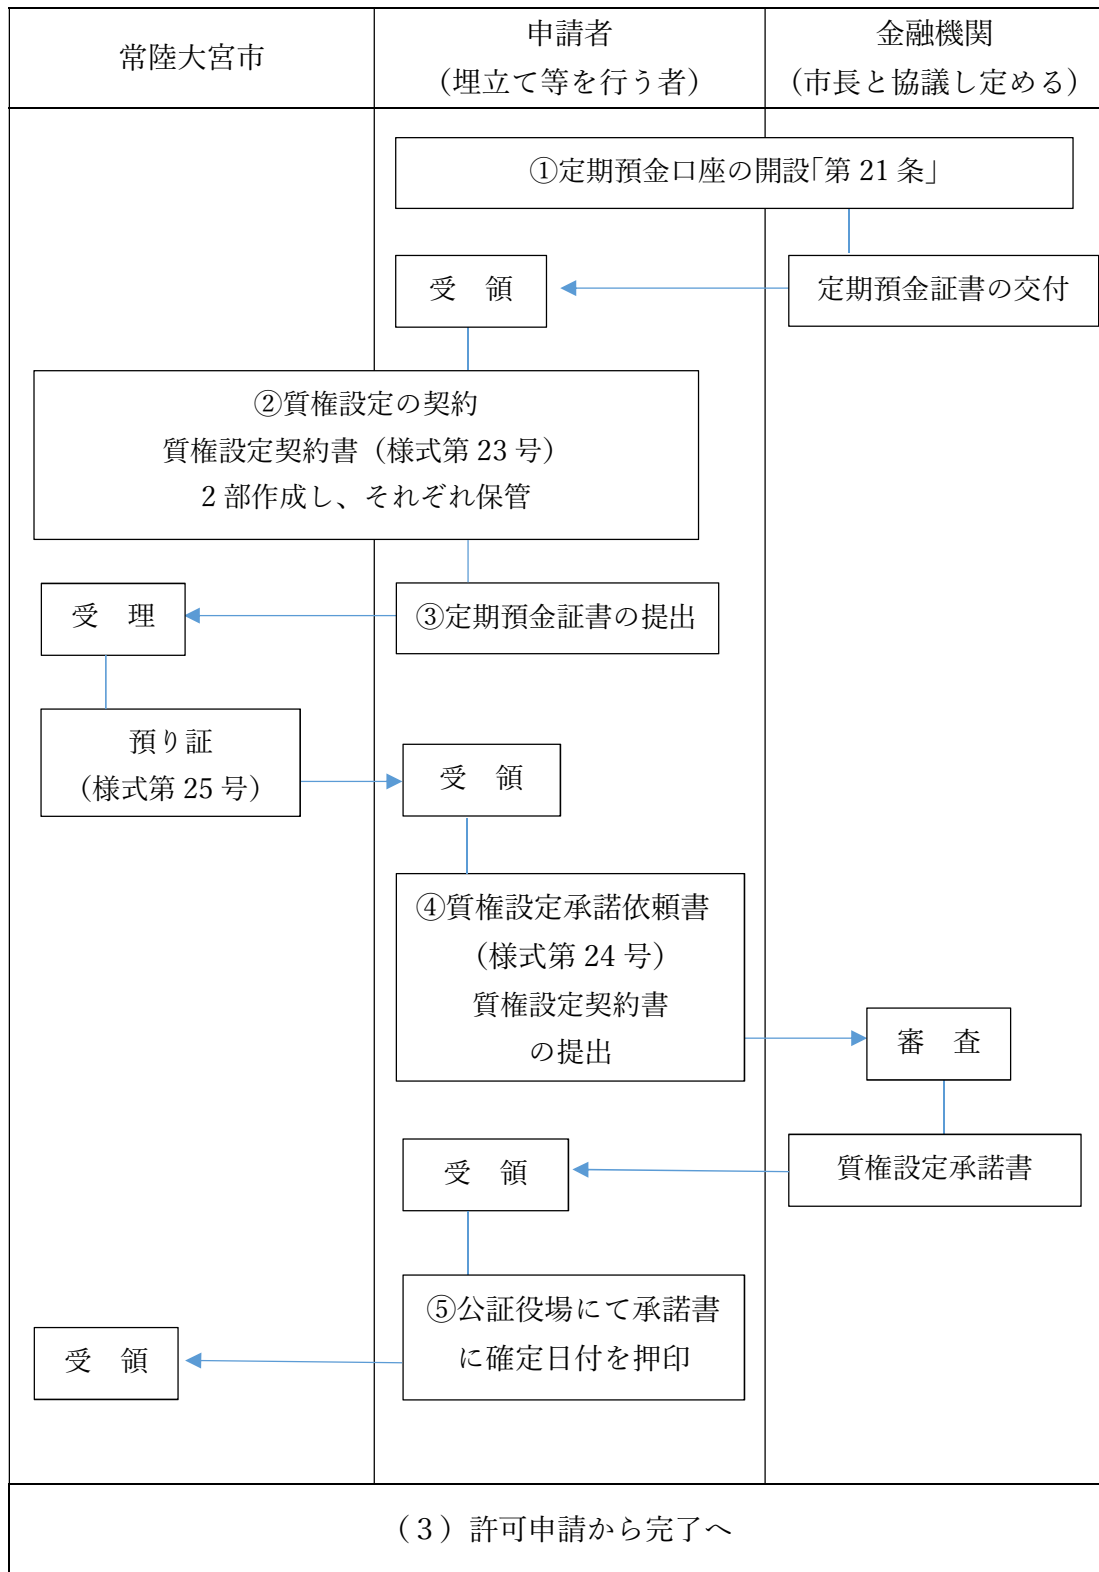 常陸大宮市
申請者
（埋立て等を行う者）
金融機関
（市長と協議し定める）
①定期預金口座の開設「第 21 条」
受　領
定期預金証書の交付
②質権設定の契約
質権設定契約書（様式第 23 号）
2 部作成し、それぞれ保管
受　理
③定期預金証書の提出
預り証
（様式第 25 号）
受　領
④質権設定承諾依頼書
（様式第 24 号）
質権設定契約書
の提出
審　査
受　領
質権設定承諾書
⑤公証役場にて承諾書
に確定日付を押印
受　領
（３）許可申請から完了へ